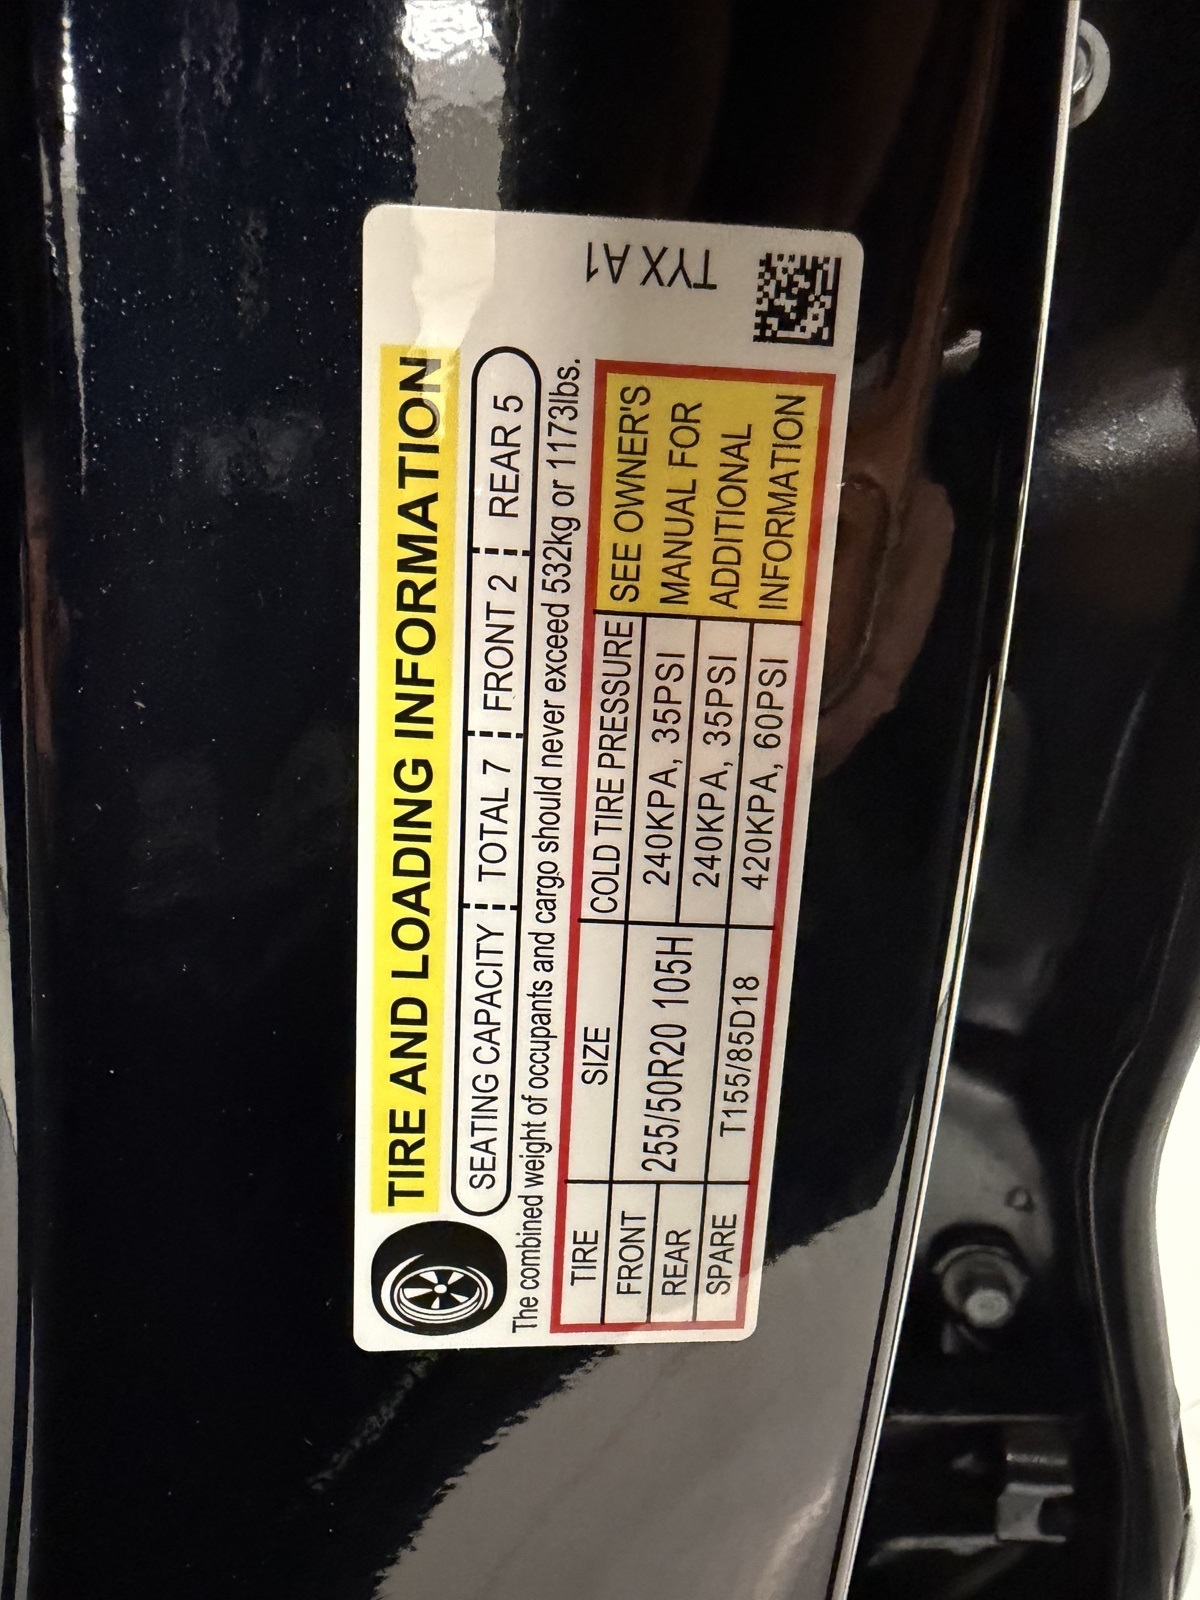 TIRE AND LOADING INFORMATION
SEATING CAPACITY TOTAL 7 FRONT 2 REAR 5
The combined weight of occupants and cargo should never exceed 532kg or 1173lbs.
TIRE SIZE COLD TIRE PRESSURE
FRONT 255/50R20 105H 240KPA, 35PSI
REAR 240KPA, 35PSI
SPARE T155/85D18 420KPA, 60PSI
SEE OWNER'S
MANUAL FOR
ADDITIONAL
INFORMATION
TYX A1